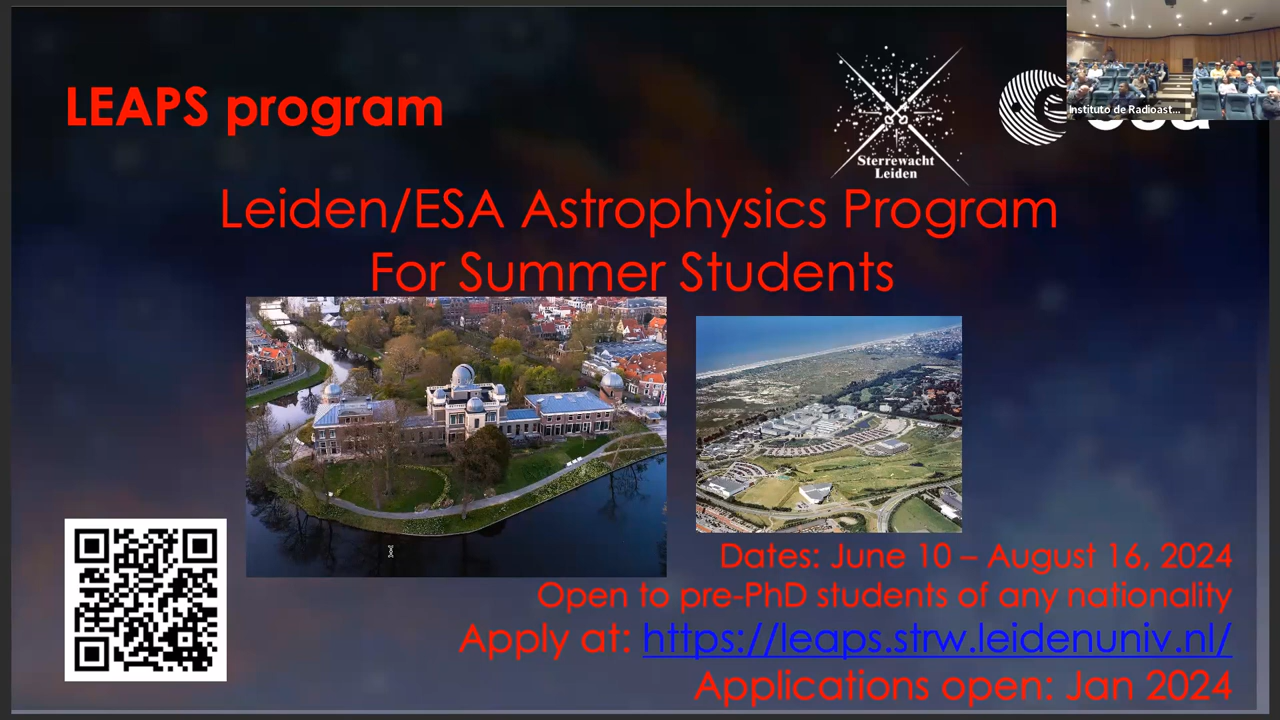 LEAPS program
Sterrewacht
Leiden
esa
Instituto de Radioast...
Leiden/ESA Astrophysics Program
For Summer Students
Dates: June 10 – August 16, 2024
Open to pre-PhD students of any nationality
Apply at: https://leaps.strw.leidenuniv.nl/
Applications open: Jan 2024